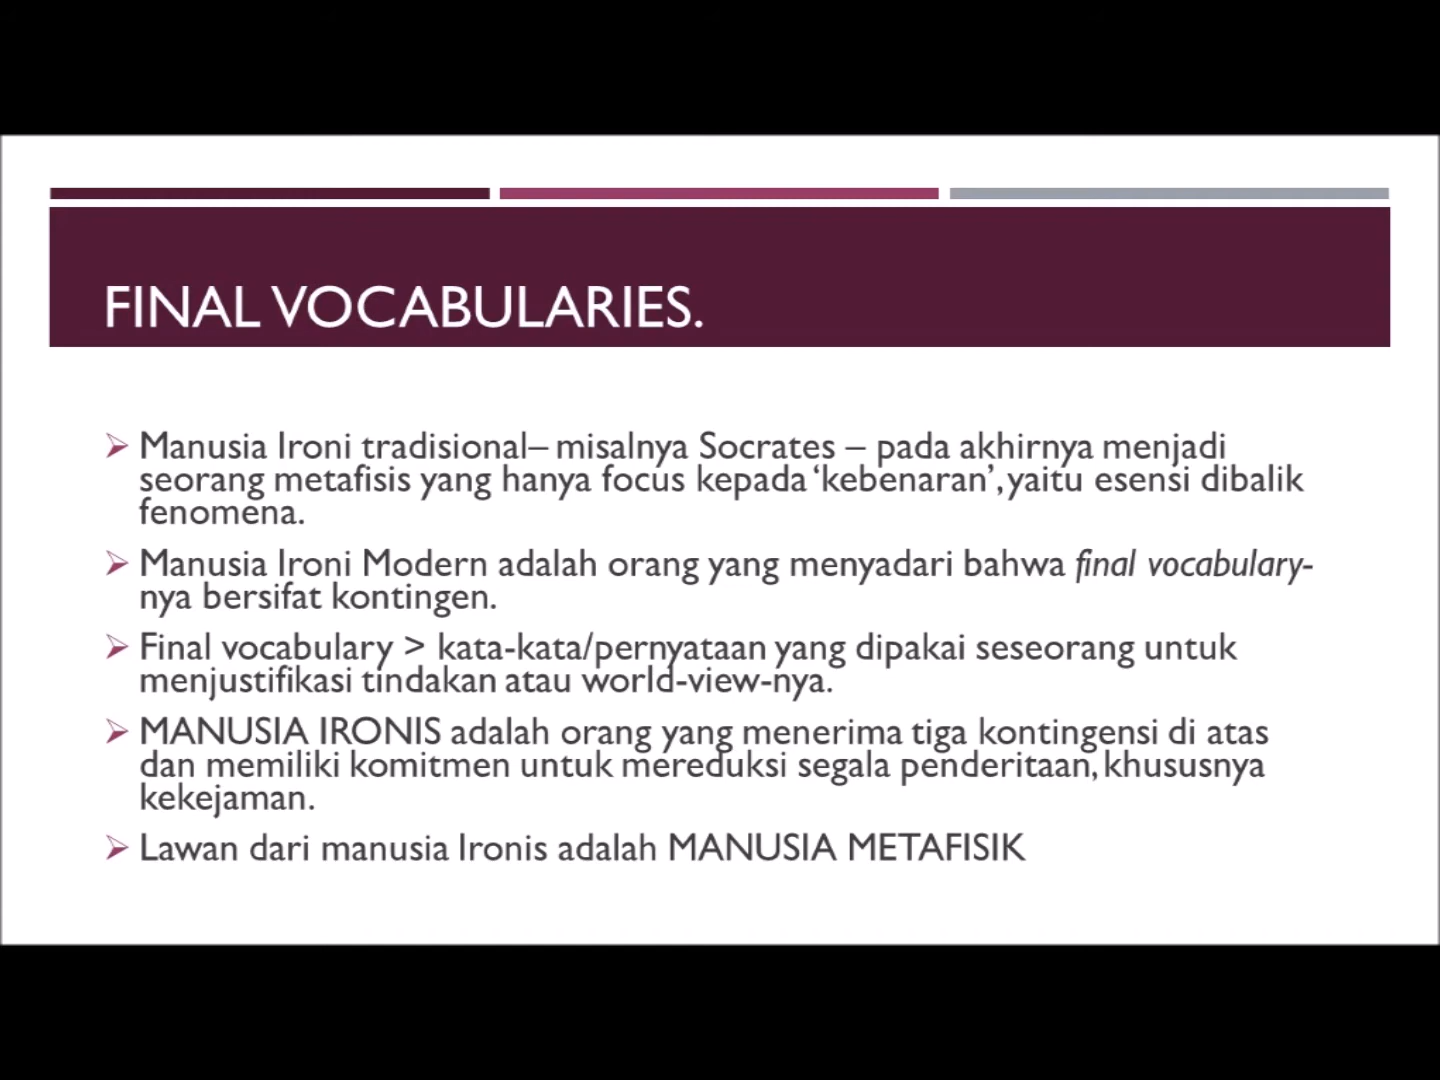 FINAL VOCABULARIES.
Manusia Ironi tradisional– misalnya Socrates – pada akhirnya menjadi
seorang metafisis yang hanya focus kepada ‘kebenaran’, yaitu esensi dibalik
fenomena.
Manusia Ironi Modern adalah orang yang menyadari bahwa final vocabulary-
nya bersifat kontingen.
Final vocabulary > kata-kata/pernyataan yang dipakai seseorang untuk
menjustifikasi tindakan atau world-view-nya.
MANUSIA IRONIS adalah orang yang menerima tiga kontingensi di atas
dan memiliki komitmen untuk mereduksi segala penderitaan, khususnya
kekejaman.
Lawan dari manusia Ironis adalah MANUSIA METAFISIK